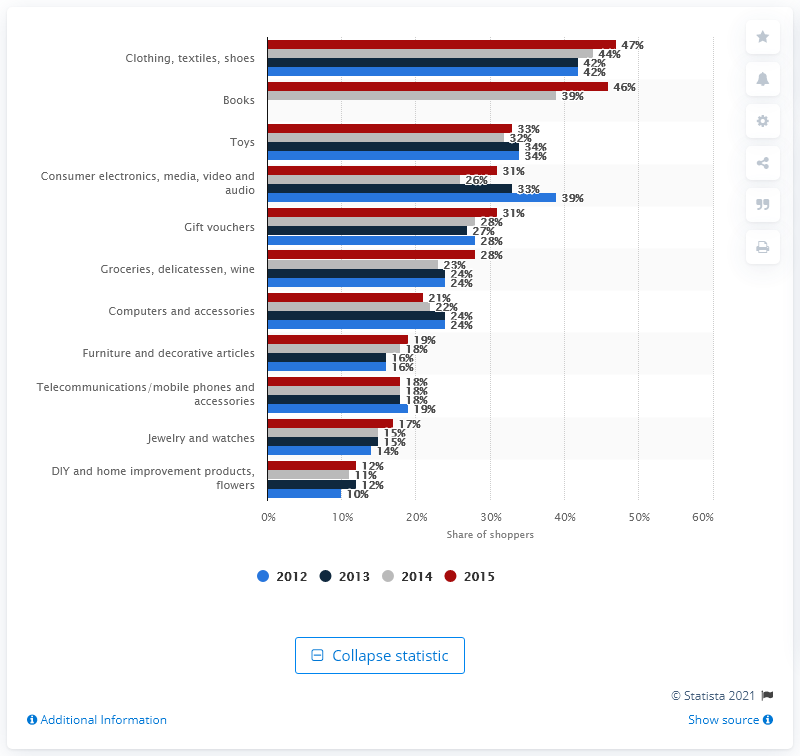 47%
Clothing, textiles, shoes
44%
42%
42%
46%
Books
39%
33%
Toys
32%
34%
34%
31%
Consumer electronics, media, video and
audio
26%
33%
39%
31%
Gift vouchers
28%
27%
28%
28%
Groceries, delicatessen, wine
23%
24%
24%
21%
Computers and accessories
22%
24%
24%
19%
Furniture and decorative articles
18%
16%
16%
18%
Telecommunications/mobile phones and
accessories
18%
18%
19%
17%
Jewelry and watches
15%
15%
14%
12%
DIY and home improvement products,
flowers
11%
12%
10%
0% 10% 20% 30% 40% 50% 60%
Share of shoppers
2012 2013 2014 2015
Collapse statistic
© Statista 2021
Additional Information
Show source